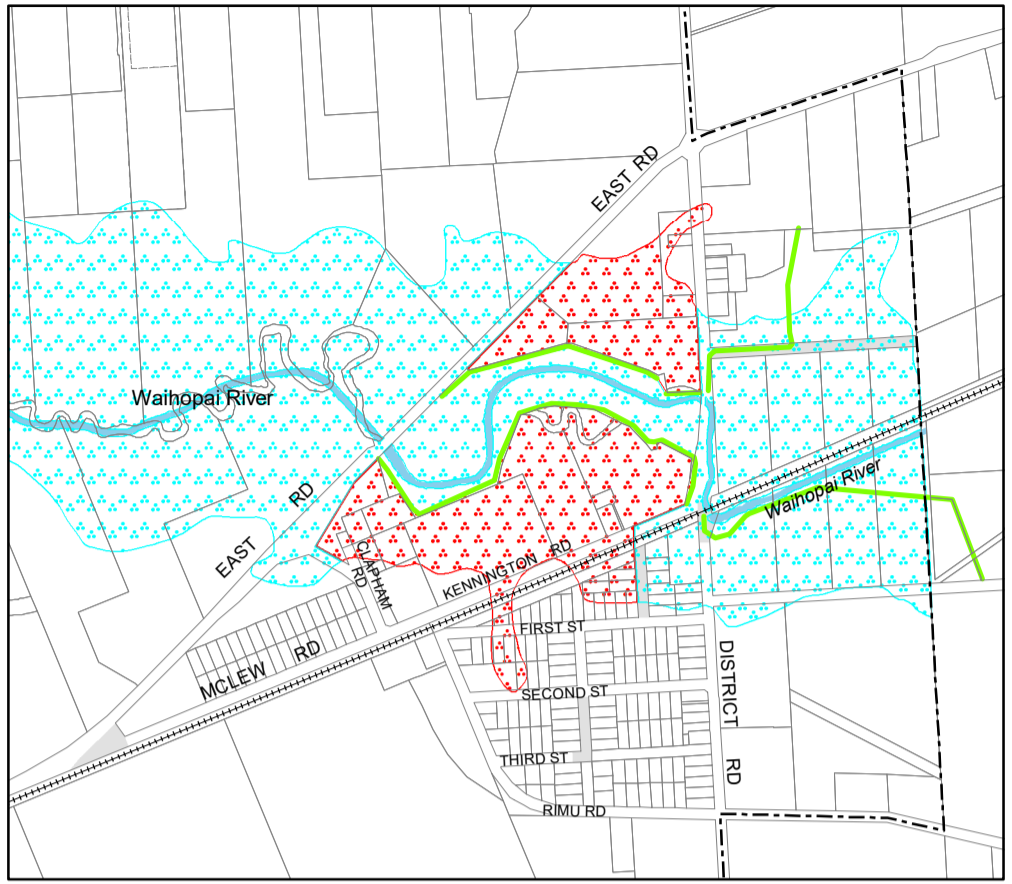 EAST RD
Waihopai River
Waihopai River
EAST RD
CLAPHAM
RD
KENNINGTON RD
FIRST ST
MCLEW RD
SECOND ST
DISTRICT RD
THIRD ST
RIMU RD